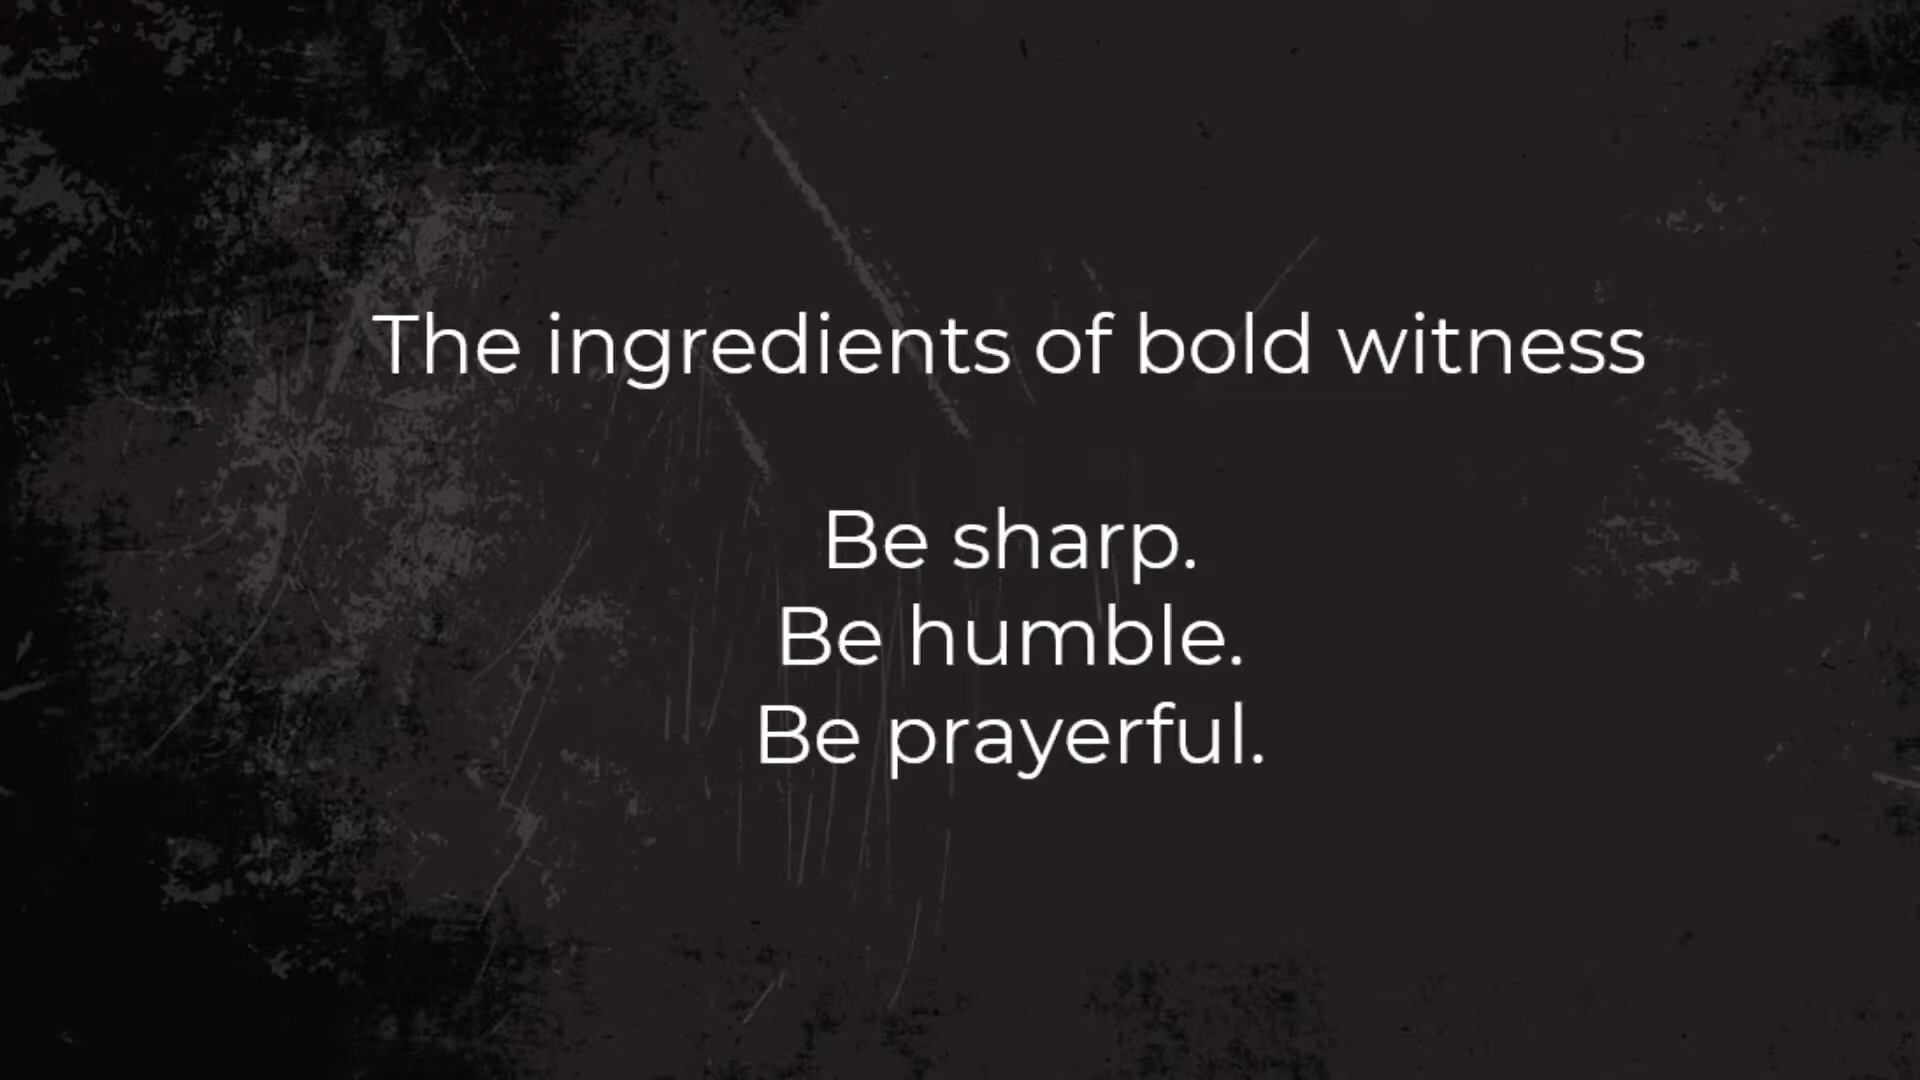 The ingredients of bold witness
Be sharp.
Be humble.
Be prayerful.